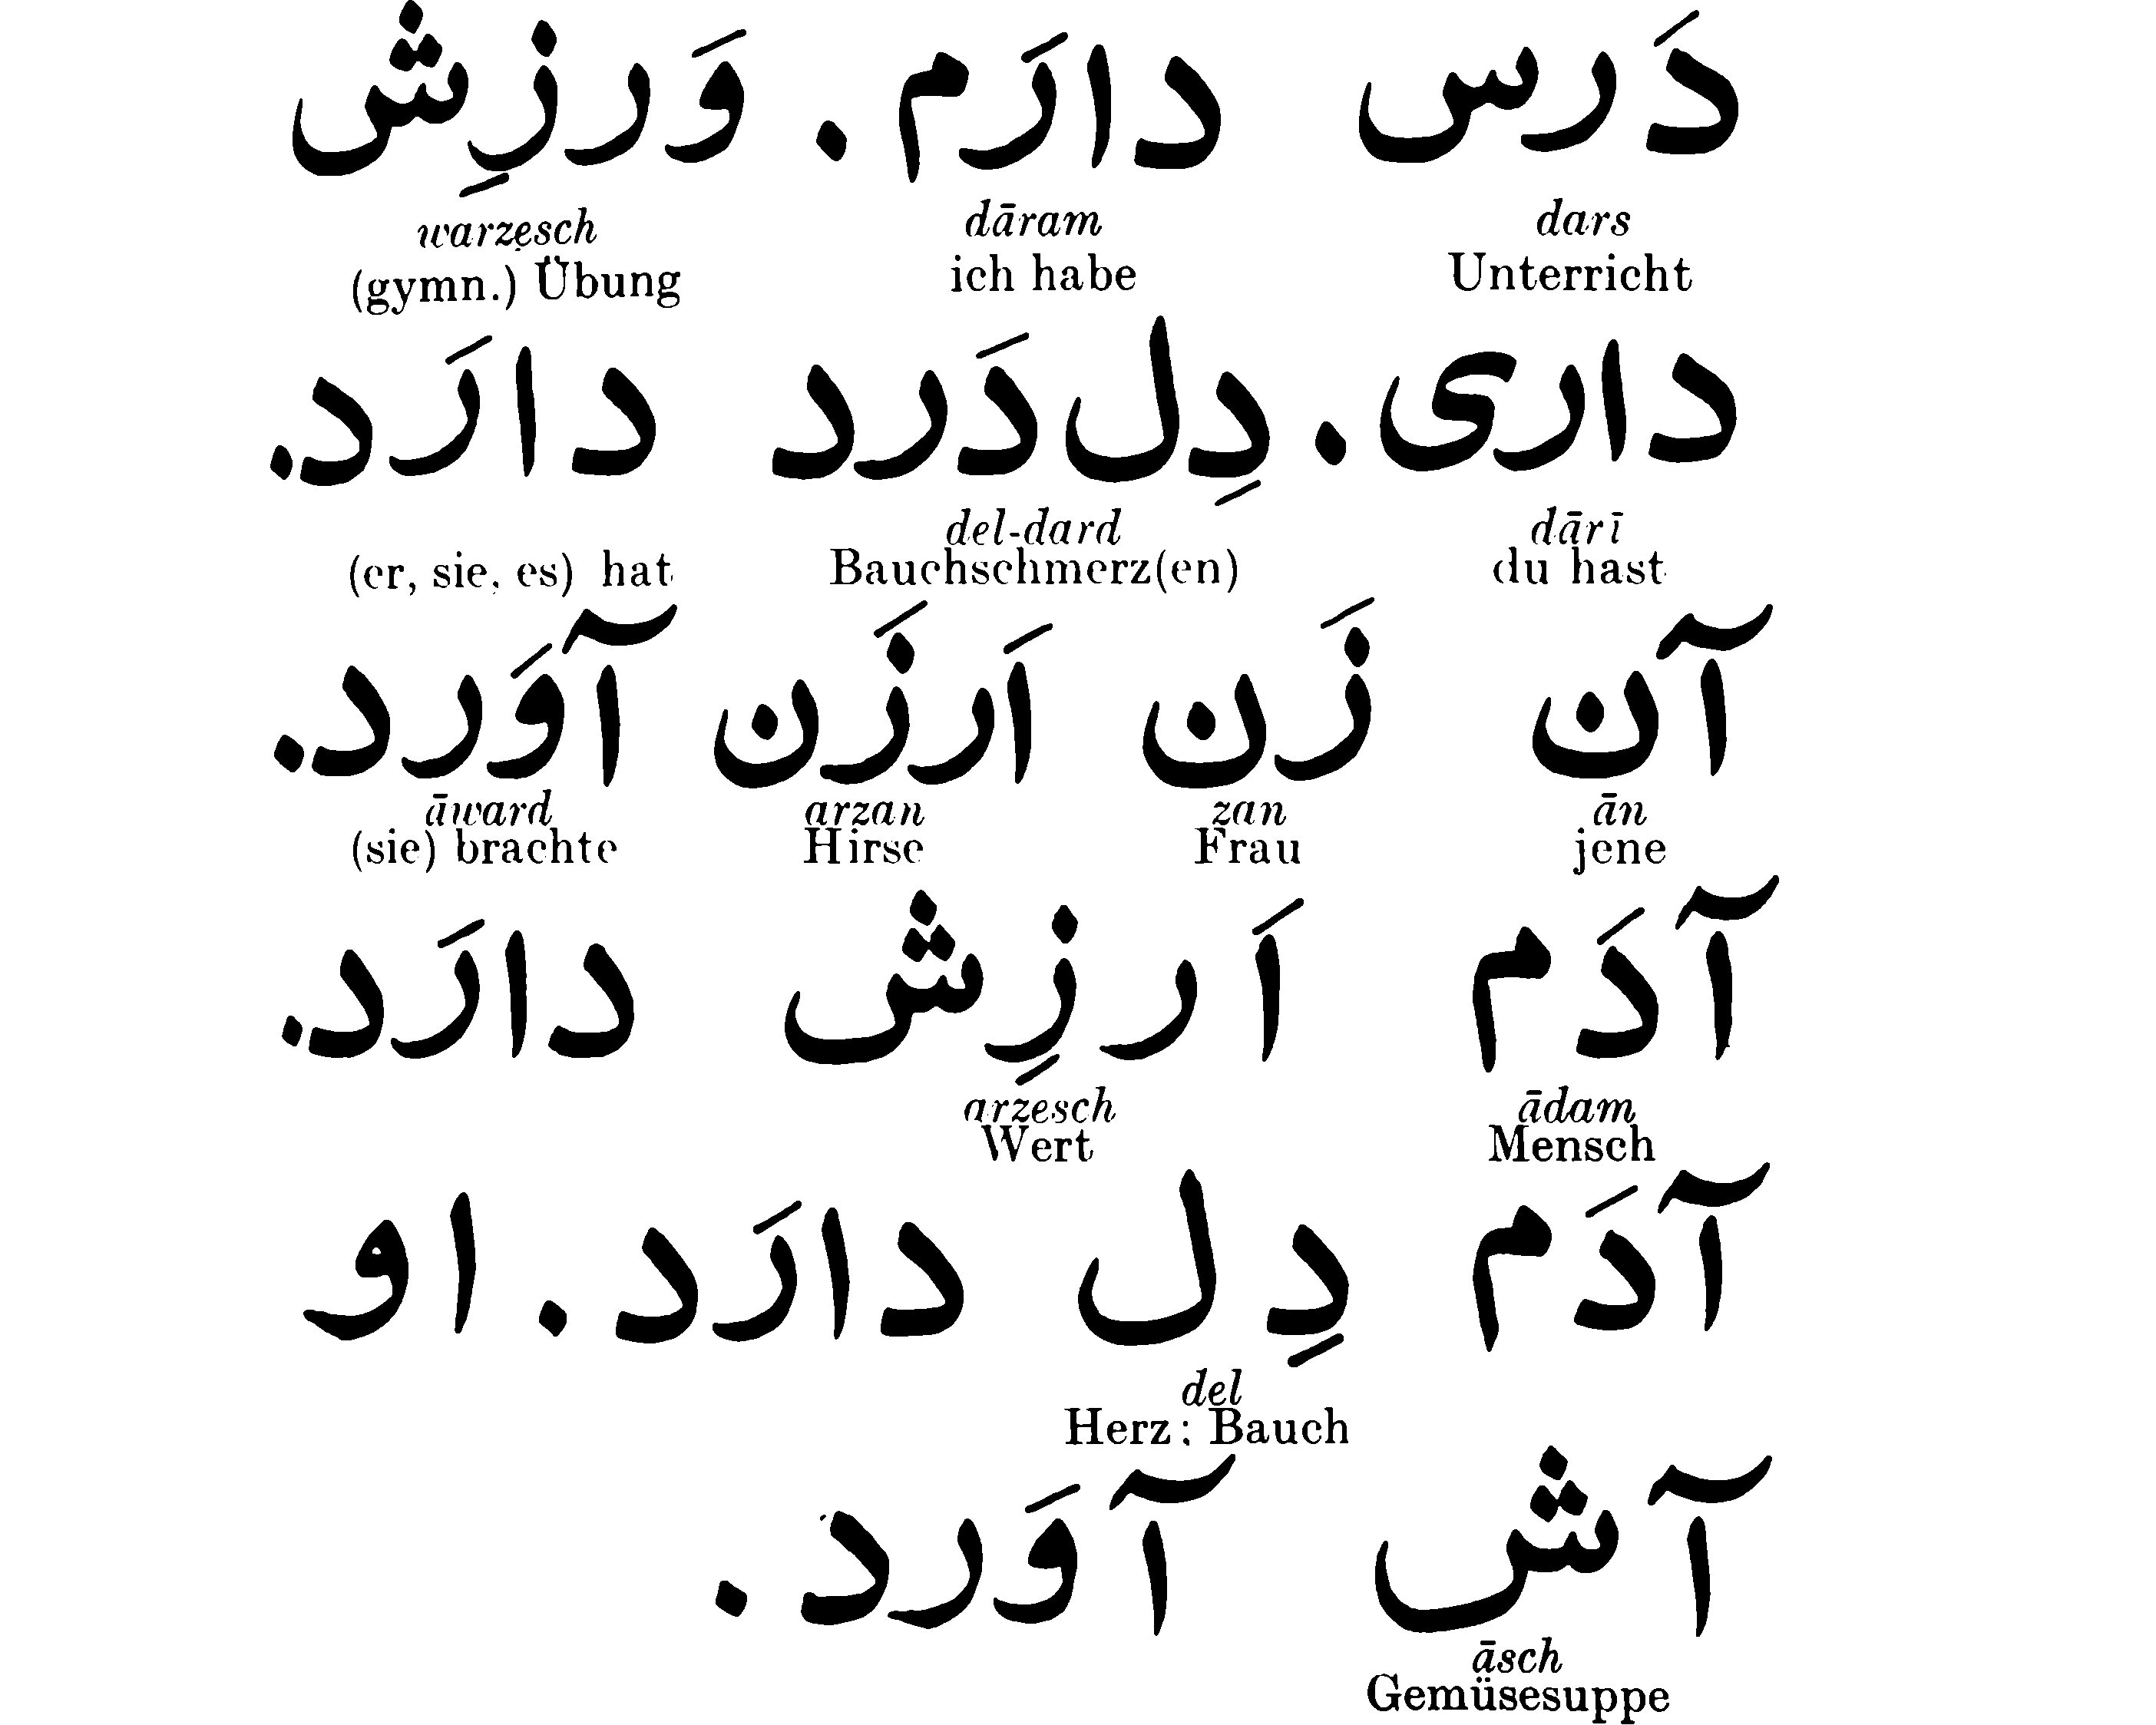 دَرس دارَم . وَرزِش
dars dāram warzesch
Unterricht ich habe (gymn.) Übung
داری . دِل دَرد دارَد.
dārī del-dard
du hast Bauchschmerz(en) (er, sie, es) hat
آن زَن اَرزَن آوَرد.
ān zan arzan āward
jene Frau Hirse (sie) brachte
آدَم اَرزِش دارَد.
ādam arzesch
Mensch Wert
آدَم دِل دارَد . او
del
Herz ; Bauch
آش آوَرد .
āsch
Gemüsesuppe